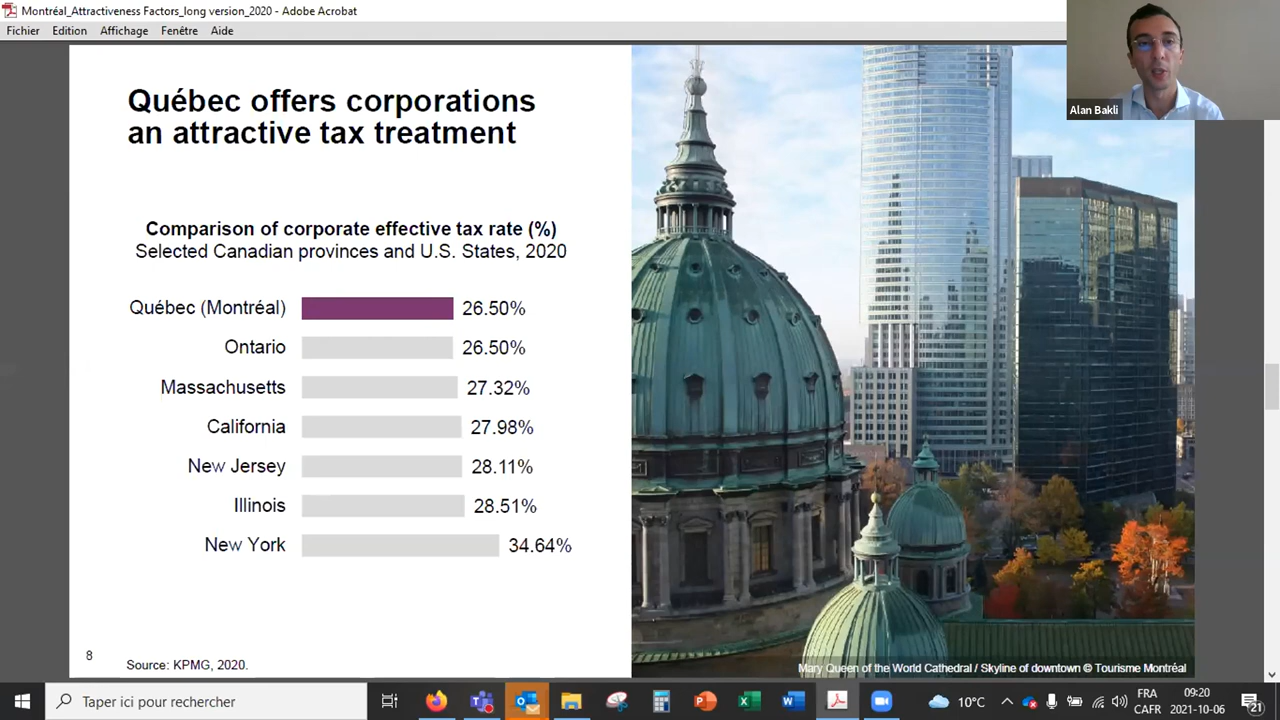 Montréal_Attractiveness Factors_long version_2020 - Adobe Acrobat
Fichier Edition Affichage Fenêtre Aide
Alan Bakli
Québec offers corporations
an attractive tax treatment
Comparison of corporate effective tax rate (%)
Selected Canadian provinces and U.S. States, 2020
Québec (Montréal) 26.50%
Ontario 26.50%
Massachusetts 27.32%
California 27.98%
New Jersey 28.11%
Illinois 28.51%
New York 34.64%
8
Source: KPMG, 2020.
Mary Queen of the World Cathedral / Skyline of downtown © Tourisme Montréal
Taper ici pour rechercher
10°C
FRA
CAFR
09:20
2021-10-06
21